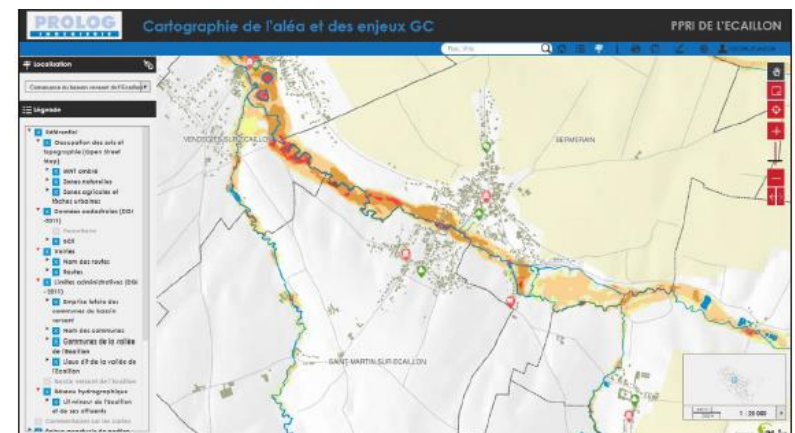 PROLOG
INGENIERIE
Cartographie de l'aléa et des enjeux GC
PPRI DE L'ECAILLON
Localisation
Communes du bassin versant de l'Ecaillon
Légende
Référentiel
Occupation des sols et
topographie (Open Street
Map)
MNT ombré
Zones naturelles
Zones agricoles et
tâches urbaines
Données cadastrales (DGI
-2011)
Parcellaire
Bâti
Voiries
Nom des routes
Routes
Limites administratives (DGI
-2011)
Emprise totale des
communes du bassin
versant
Nom des communes
Communes de la vallée
de l'Ecaillon
Lieux dit de la vallée de
l'Ecaillon
Bassin versant de l'Ecaillon
Réseau hydrographique
Lit mineur de l'Ecaillon
et de ses affluents
Commentaires sur les cartes
VENDEGIES-SUR-ECAILLON
BERMERAIN
SAINT-MARTIN-SUR-ECAILLON
1 : 20 000